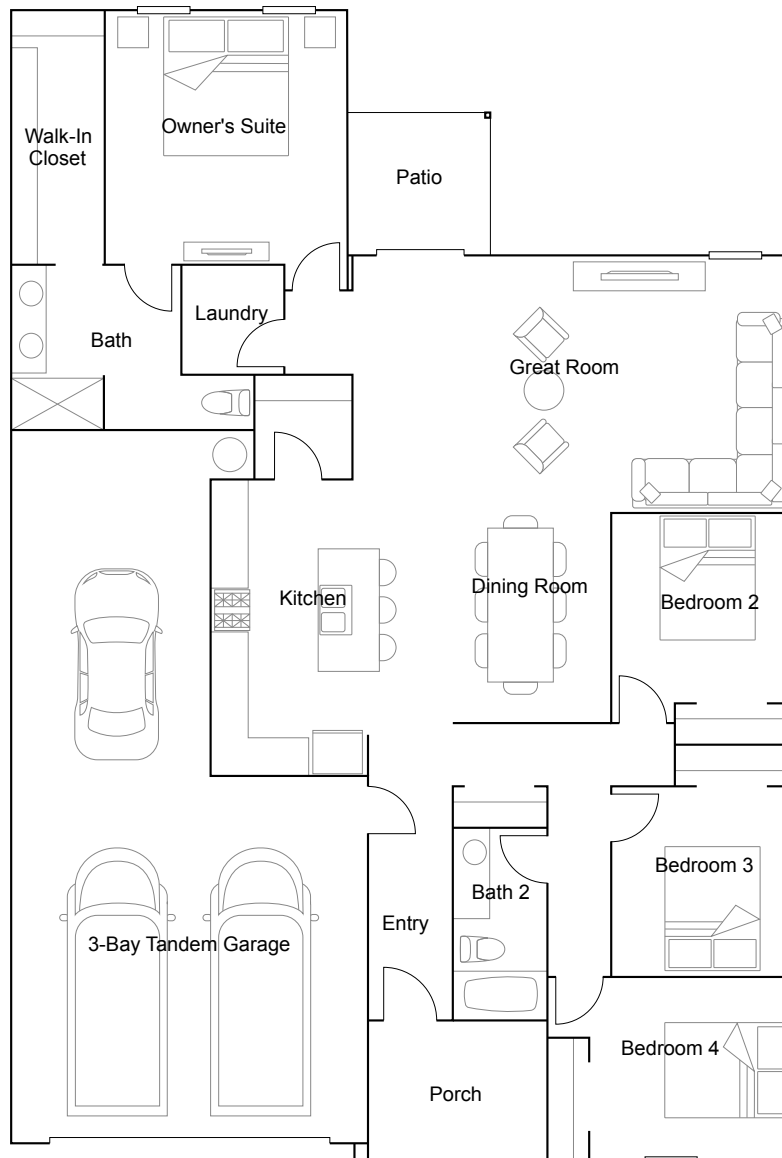 Owner's Suite
Walk-In
Closet
Patio
Laundry
Bath
Great Room
Kitchen
Dining Room
Bedroom 2
Bedroom 3
Bath 2
Entry
3-Bay Tandem Garage
Bedroom 4
Porch